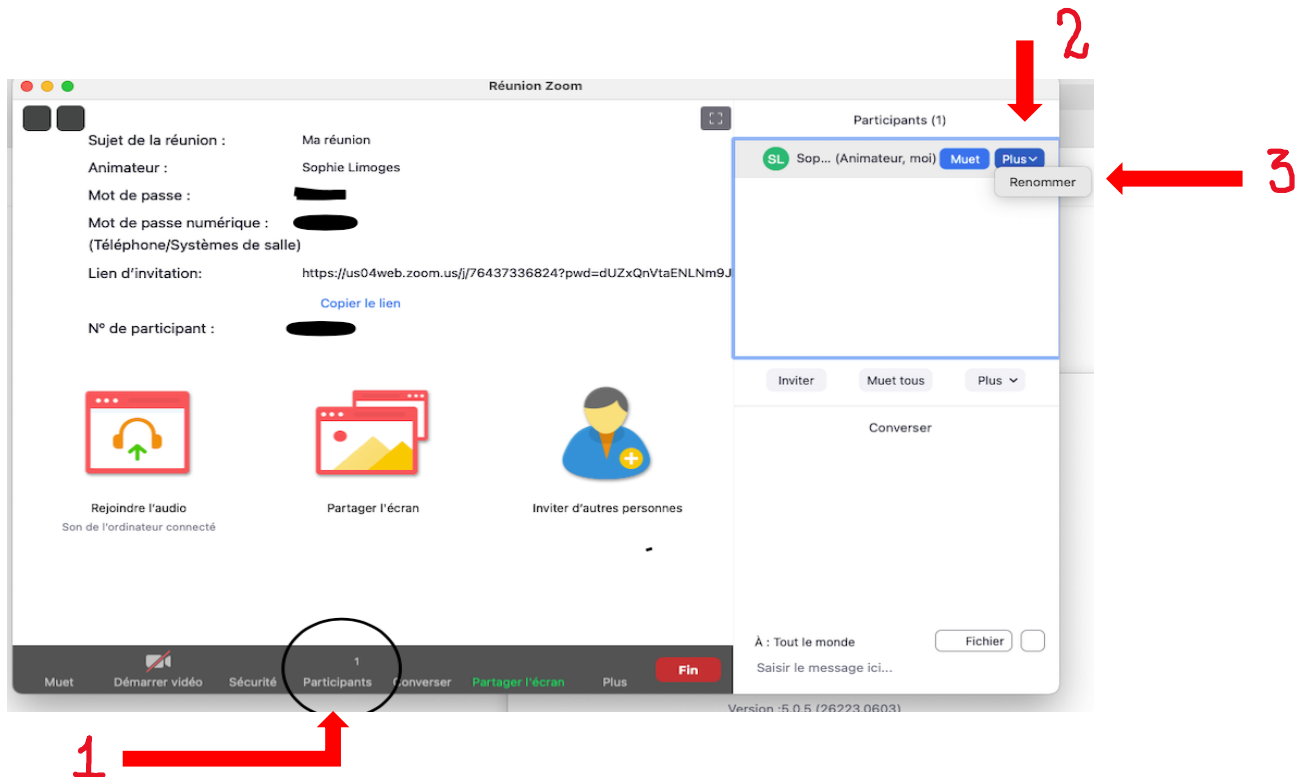 2
Réunion Zoom
Sujet de la réunion : Ma réunion
Animateur : Sophie Limoges
Mot de passe :
Mot de passe numérique :
(Téléphone/Systèmes de salle)
Lien d'invitation: https://us04web.zoom.us/j/76437336824?pwd=dUZxQnVtaENLNm9J
Copier le lien
N° de participant :
Rejoindre l'audio
Son de l'ordinateur connecté
Partager l'écran
Inviter d'autres personnes
Participants (1)
SL Sop... (Animateur, moi) Muet Plus
Renommer
3
Inviter Muet tous Plus
Converser
À : Tout le monde Fichier
Saisir le message ici...
1
Muet Démarrer vidéo Sécurité Participants Converser Partager l'écran Plus Fin
Version :5.0.5 (26223.0603)
1